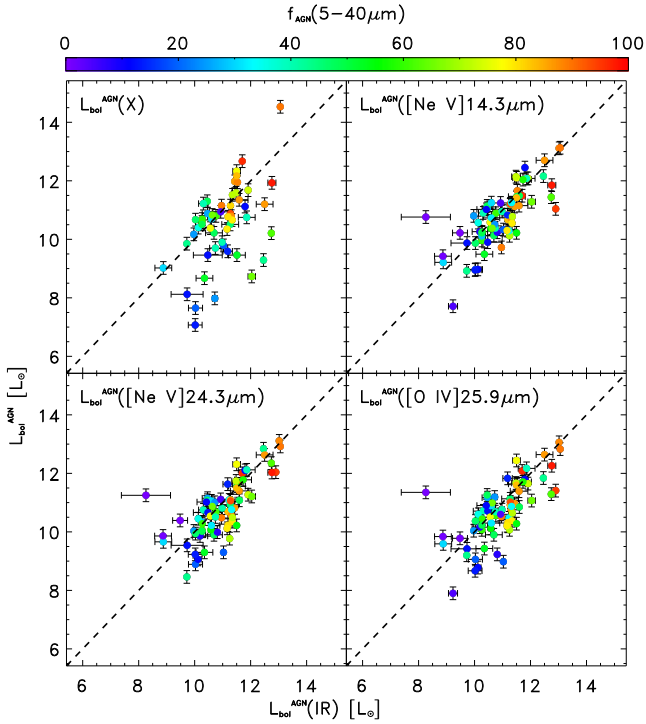 f_AGN(5−40μm)
0 20 40 60 80 100
L_bol^AGN(X)
L_bol^AGN([Ne V]14.3μm)
14
12
10
8
6
L_bol^AGN([Ne V]24.3μm)
L_bol^AGN([O IV]25.9μm)
14
12
10
8
6
L_bol^AGN [L_⊙]
6 8 10 12 14 6 8 10 12 14
L_bol^AGN(IR) [L_⊙]